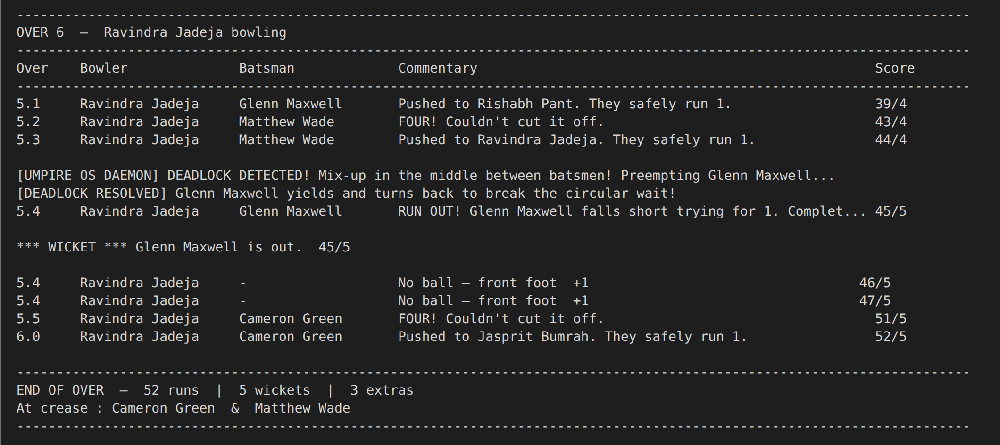 ------------------------------------------------------------------------------------------------------------------------
OVER 6  —  Ravindra Jadeja bowling
------------------------------------------------------------------------------------------------------------------------
Over    Bowler              Batsman             Commentary                                                  Score
------------------------------------------------------------------------------------------------------------------------
5.1     Ravindra Jadeja     Glenn Maxwell       Pushed to Rishabh Pant. They safely run 1.                  39/4
5.2     Ravindra Jadeja     Matthew Wade        FOUR! Couldn't cut it off.                                  43/4
5.3     Ravindra Jadeja     Matthew Wade        Pushed to Ravindra Jadeja. They safely run 1.               44/4

[UMPIRE OS DAEMON] DEADLOCK DETECTED! Mix-up in the middle between batsmen! Preempting Glenn Maxwell...
[DEADLOCK RESOLVED] Glenn Maxwell yields and turns back to break the circular wait!
5.4     Ravindra Jadeja     Glenn Maxwell       RUN OUT! Glenn Maxwell falls short trying for 1. Complet... 45/5

*** WICKET *** Glenn Maxwell is out.  45/5

5.4     Ravindra Jadeja     -                   No ball — front foot  +1                                  46/5
5.4     Ravindra Jadeja     -                   No ball — front foot  +1                                  47/5
5.5     Ravindra Jadeja     Cameron Green       FOUR! Couldn't cut it off.                                  51/5
6.0     Ravindra Jadeja     Cameron Green       Pushed to Jasprit Bumrah. They safely run 1.                52/5

------------------------------------------------------------------------------------------------------------------------
END OF OVER  —  52 runs  |  5 wickets  |  3 extras
At crease : Cameron Green  &  Matthew Wade
------------------------------------------------------------------------------------------------------------------------